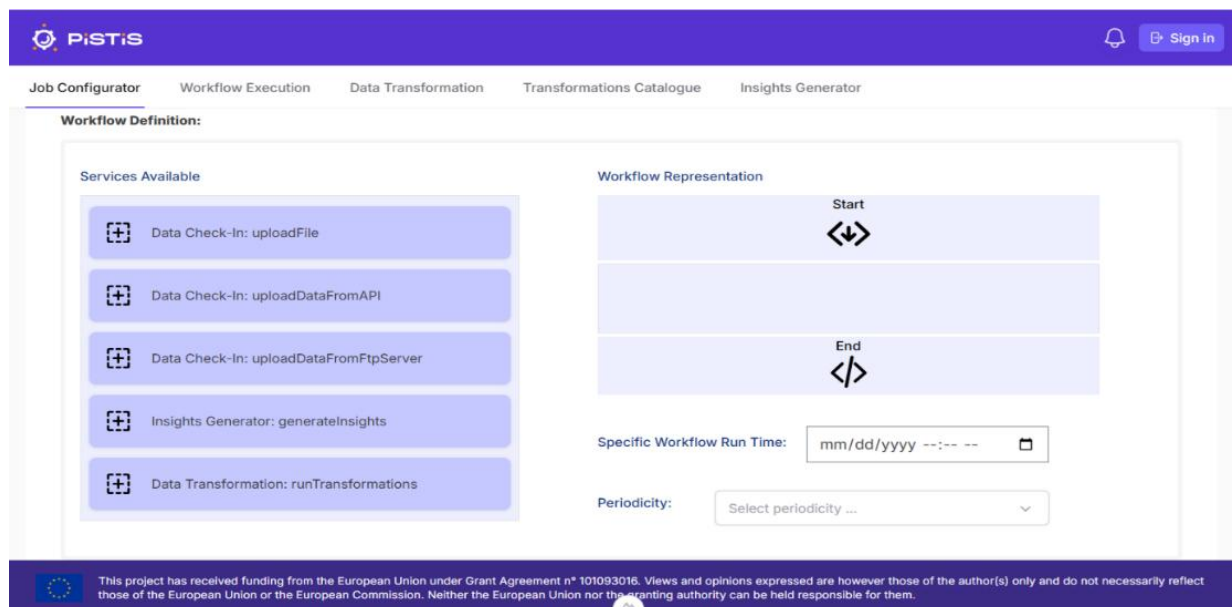 PiSTiS
Sign in
Job Configurator Workflow Execution Data Transformation Transformations Catalogue Insights Generator
Workflow Definition:
Services Available
Data Check-In: uploadFile
Data Check-In: uploadDataFromAPI
Data Check-In: uploadDataFromFtpServer
Insights Generator: generateInsights
Data Transformation: runTransformations
Workflow Representation
Start
End
Specific Workflow Run Time: mm/dd/yyyy --:-- --
Periodicity: Select periodicity ...
This project has received funding from the European Union under Grant Agreement n° 101093016. Views and opinions expressed are however those of the author(s) only and do not necessarily reflect
those of the European Union or the European Commission. Neither the European Union nor the granting authority can be held responsible for them.